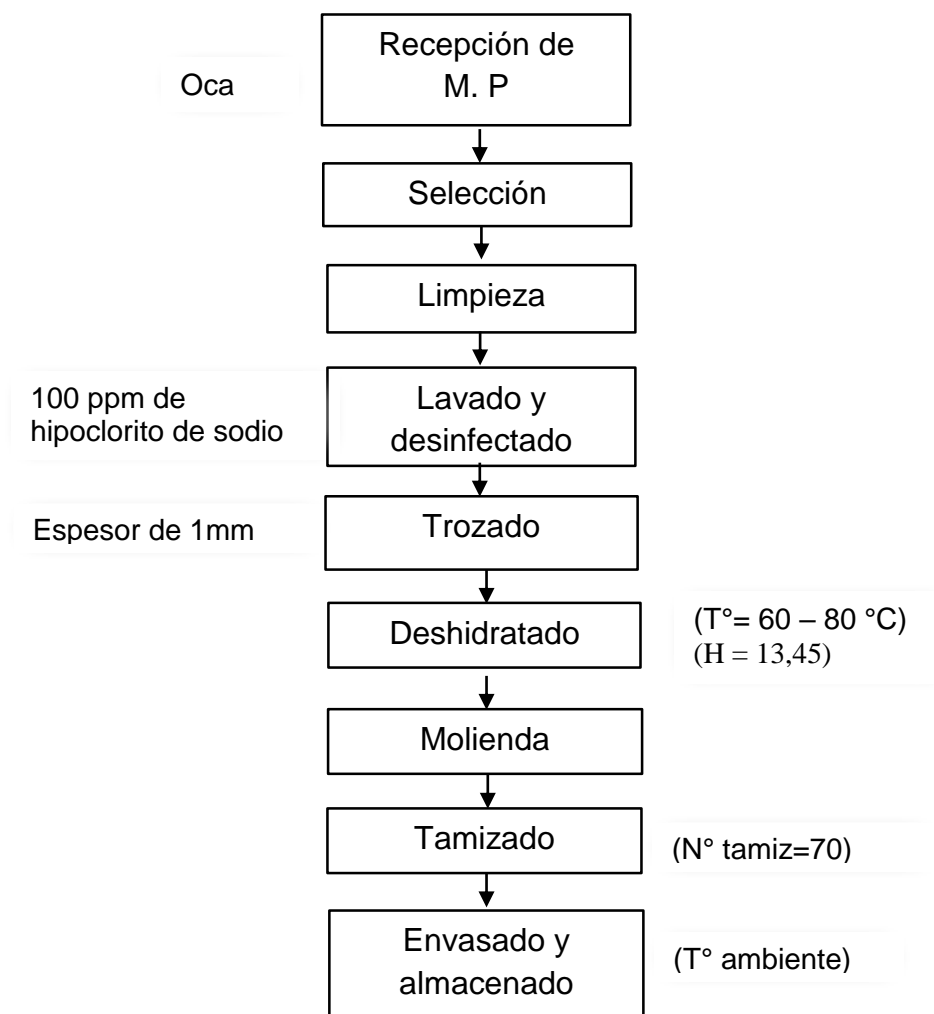 Recepción de
M. P
Oca
Selección
Limpieza
100 ppm de
hipoclorito de sodio
Lavado y
desinfectado
Espesor de 1mm
Trozado
Deshidratado
(T°= 60 – 80 °C)
(H = 13,45)
Molienda
Tamizado
(N° tamiz=70)
Envasado y
almacenado
(T° ambiente)